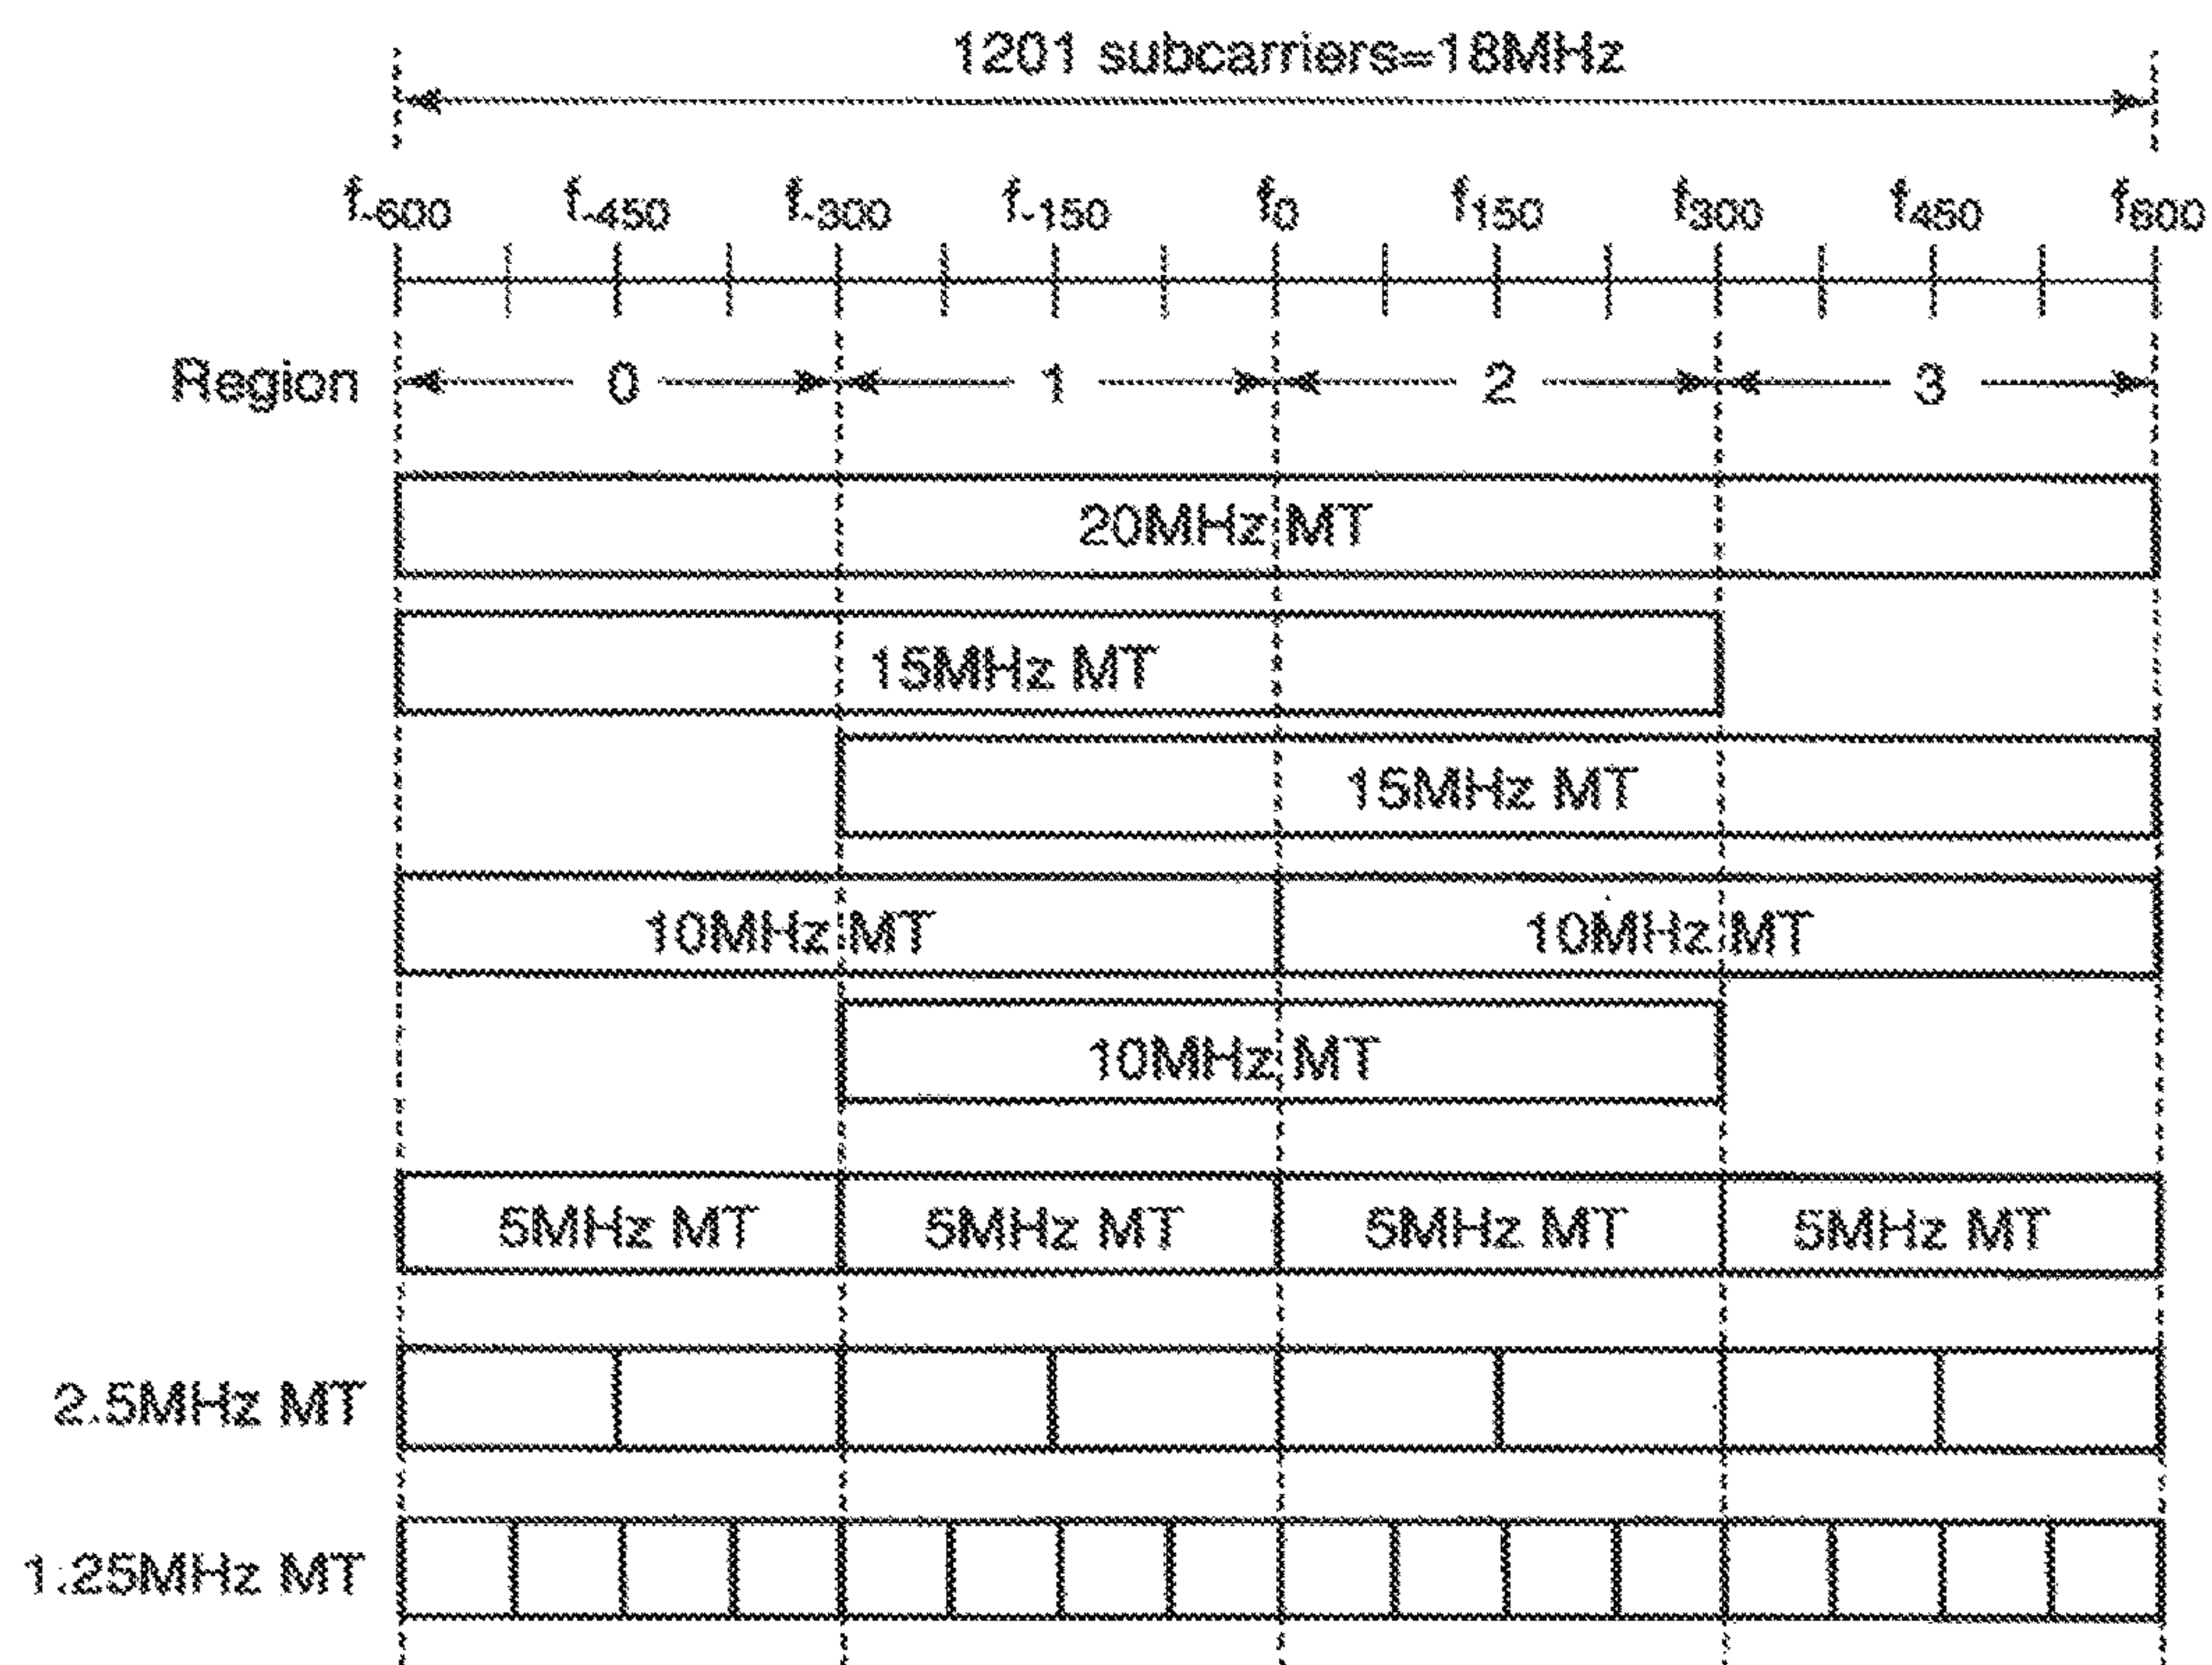 1201 subcarriers=18MHz
f-600 f-450 f-300 f-150 f0 f150 f300 f450 f600
Region 0 1 2 3
20MHz MT
15MHz MT
15MHz MT
10MHz MT 10MHz MT
10MHz MT
5MHz MT 5MHz MT 5MHz MT 5MHz MT
2.5MHz MT
1.25MHz MT